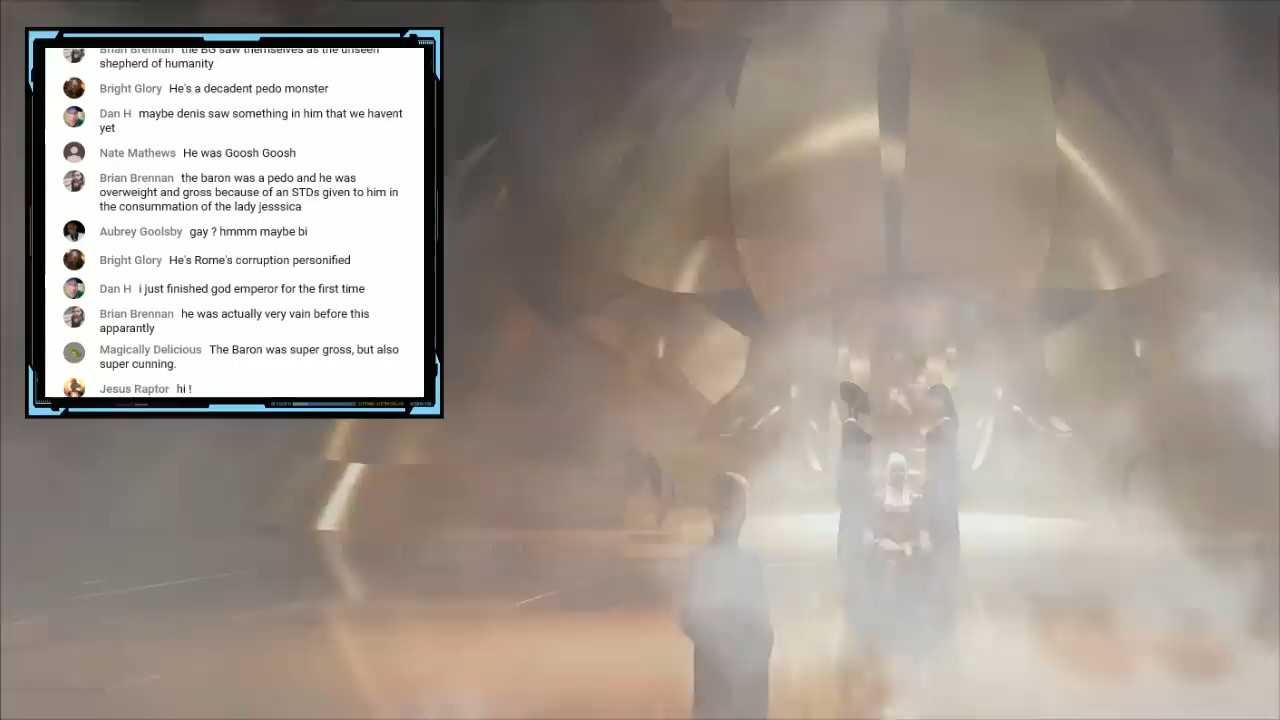 Brian Brennan the BG saw themselves as the unseen
shepherd of humanity
Bright Glory He's a decadent pedo monster
Dan H maybe denis saw something in him that we havent
yet
Nate Mathews He was Goosh Goosh
Brian Brennan the baron was a pedo and he was
overweight and gross because of an STDs given to him in
the consummation of the lady jesssica
Aubrey Goolsby gay ? hmmm maybe bi
Bright Glory He's Rome's corruption personified
Dan H i just finished god emperor for the first time
Brian Brennan he was actually very vain before this
apparantly
Magically Delicious The Baron was super gross, but also
super cunning.
Jesus Raptor hi !